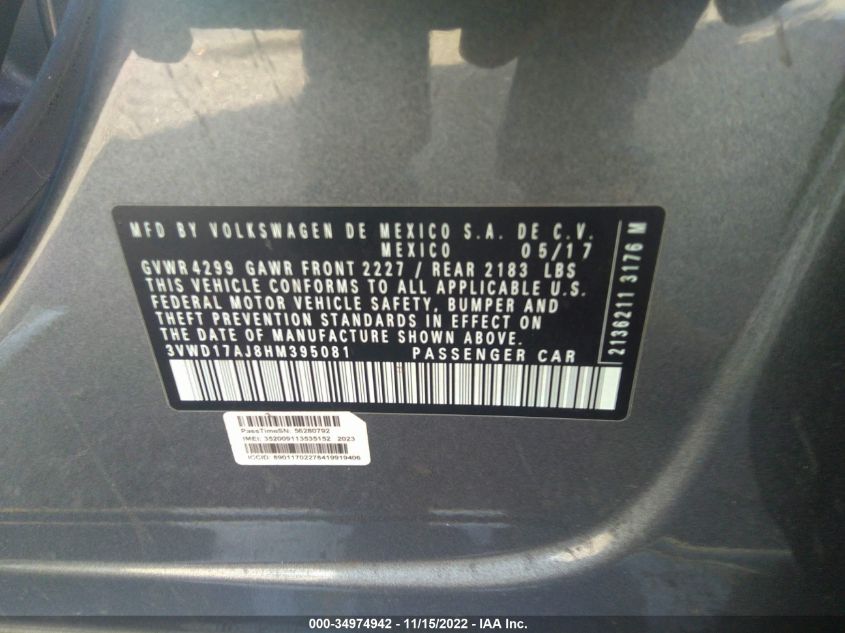 MFD BY VOLKSWAGEN DE MEXICO S.A. DE C.V.
MEXICO 05/17
GVWR 4299 GAWR FRONT 2227 / REAR 2183 LBS
THIS VEHICLE CONFORMS TO ALL APPLICABLE U.S.
FEDERAL MOTOR VEHICLE SAFETY, BUMPER AND
THEFT PREVENTION STANDARDS IN EFFECT ON
THE DATE OF MANUFACTURE SHOWN ABOVE.
3VWD17AJ8HM395081 PASSENGER CAR
2136211 3176 M
PassTimeSN: 56280792
IMEI: 352009113535152 2023
ICCID: 89011702278419919406
000-34974942 - 11/15/2022 - IAA Inc.